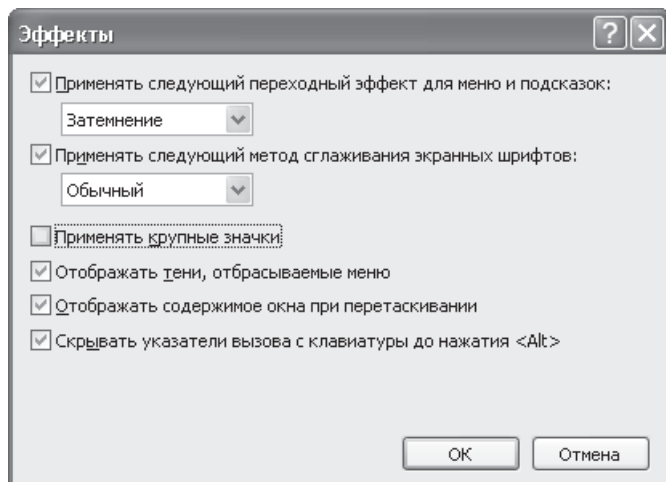 Эффекты
Применять следующий переходный эффект для меню и подсказок:
Затемнение
Применять следующий метод сглаживания экранных шрифтов:
Обычный
Применять крупные значки
Отображать тени, отбрасываемые меню
Отображать содержимое окна при перетаскивании
Скрывать указатели вызова с клавиатуры до нажатия <Alt>
ОК Отмена